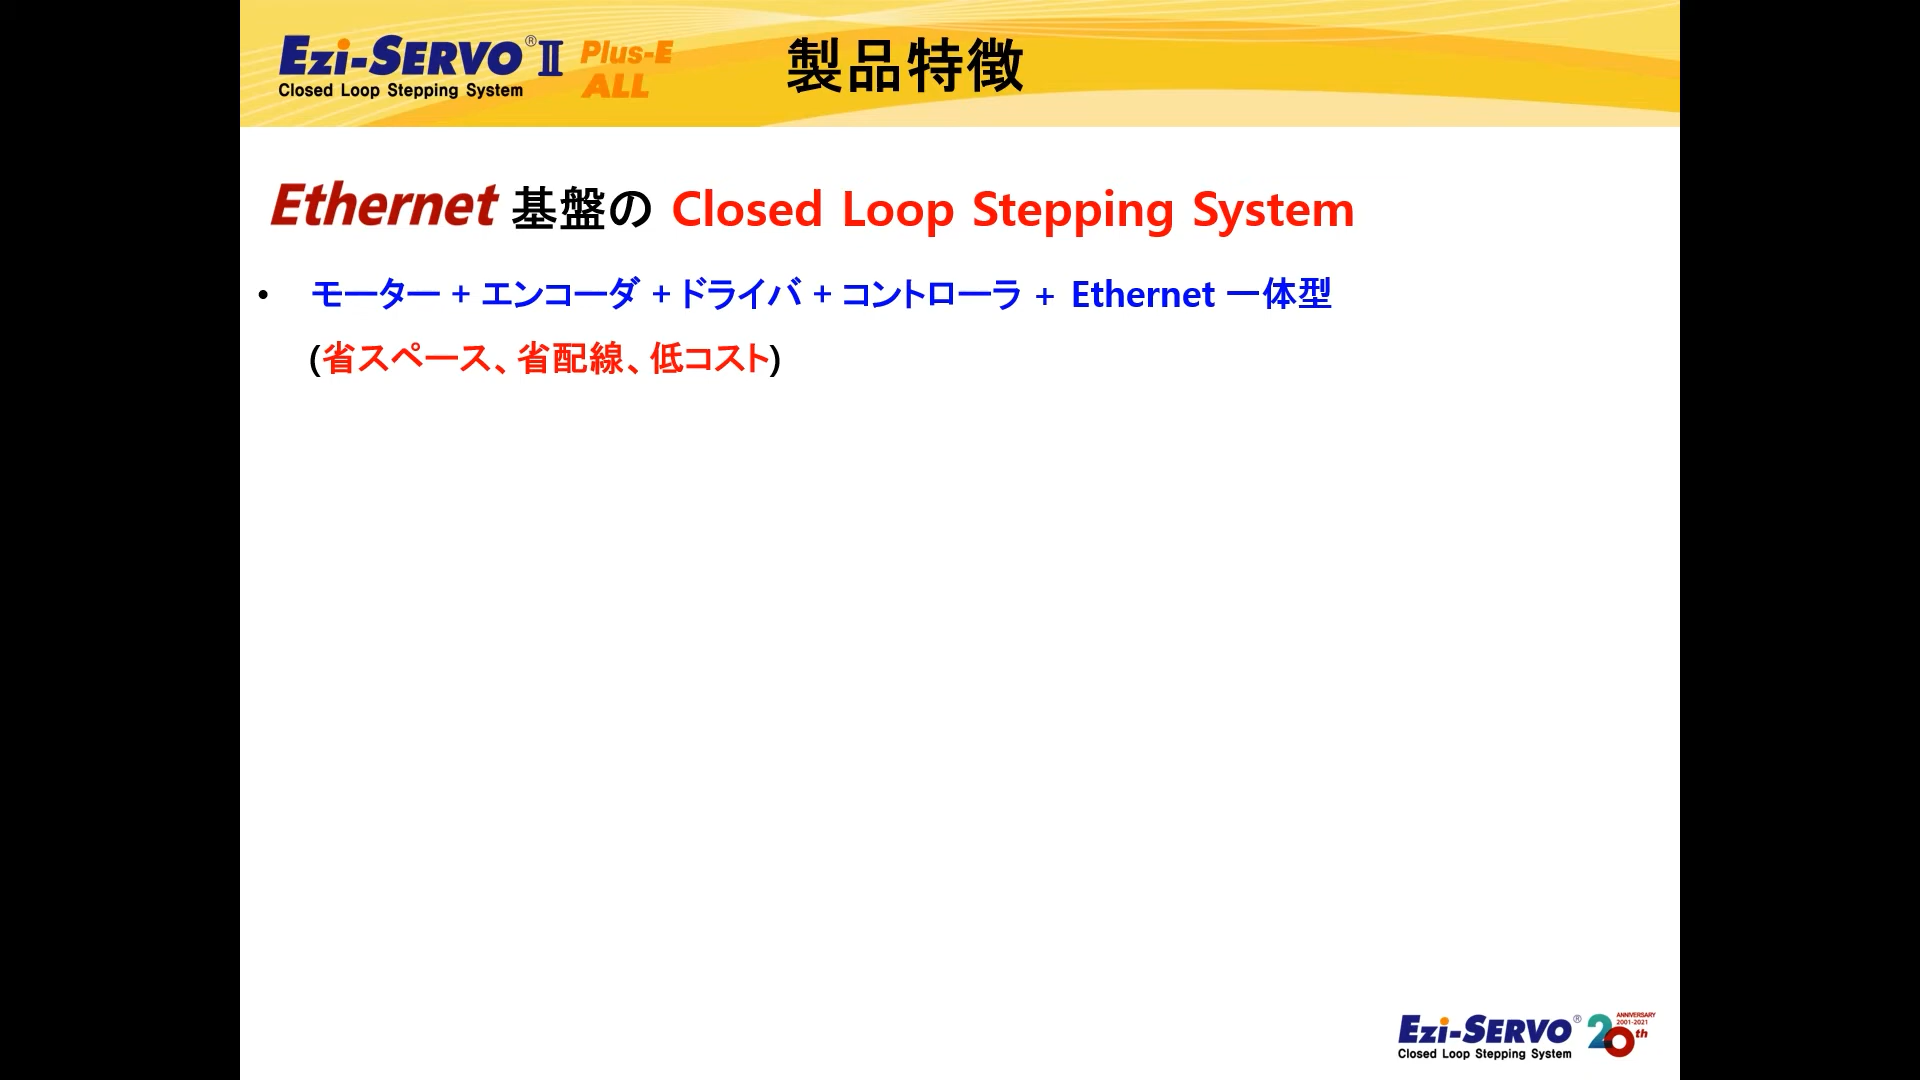 Ezi-SERVO® II Plus-E ALL
Closed Loop Stepping System
製品特徴
Ethernet 基盤の Closed Loop Stepping System
• モーター + エンコーダ + ドライバ + コントローラ + Ethernet 一体型
(省スペース、省配線、低コスト)
Ezi-SERVO®
Closed Loop Stepping System
20th
ANNIVERSARY
2001-2021